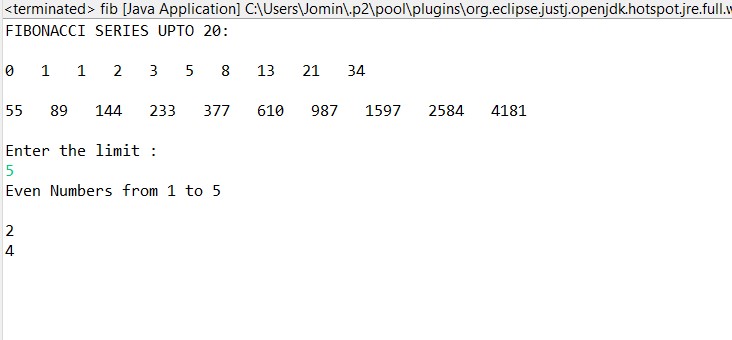 <terminated> fib [Java Application] C:\Users\Jomin\.p2\pool\plugins\org.eclipse.justj.openjdk.hotspot.jre.full.w
FIBONACCI SERIES UPTO 20:
0 1 1 2 3 5 8 13 21 34
55 89 144 233 377 610 987 1597 2584 4181
Enter the limit :
5
Even Numbers from 1 to 5
2
4